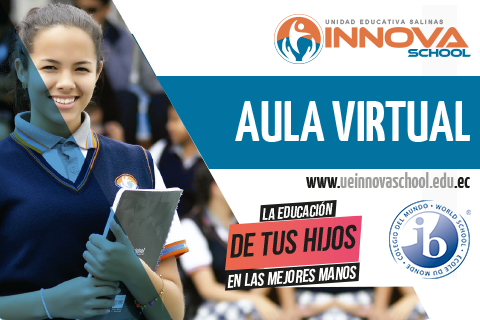 UNIDAD EDUCATIVA SALINAS
INNOVA
SCHOOL
AULA VIRTUAL
www.ueinnovaschool.edu.ec
LA EDUCACIÓN
DE TUS HIJOS
EN LAS MEJORES MANOS
COLEGIO DEL MUNDO • WORLD SCHOOL • ÉCOLE DU MONDE •
ib
®